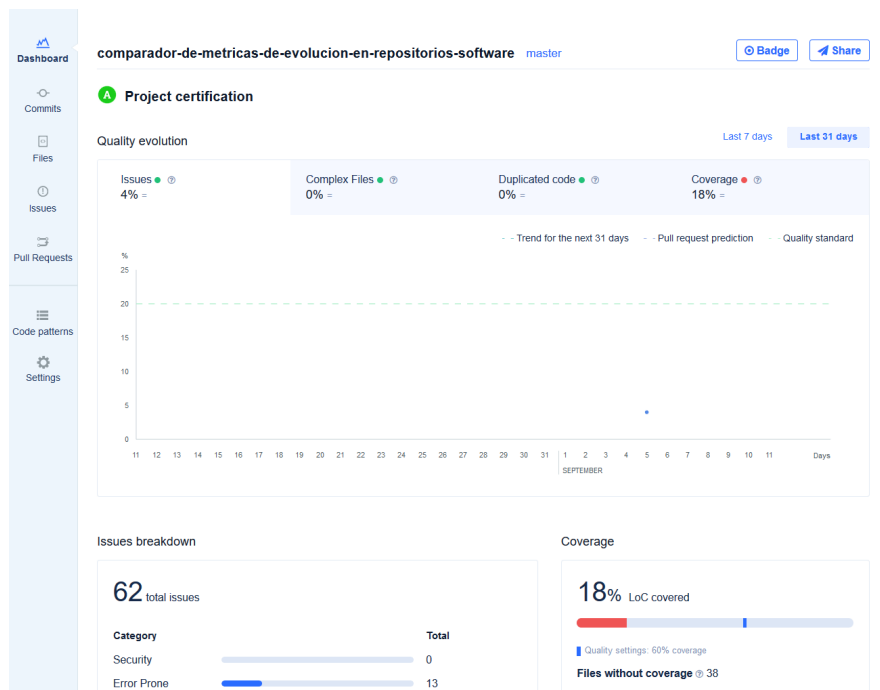 Dashboard
Commits
Files
Issues
Pull Requests
Code patterns
Settings
comparador-de-metricas-de-evolucion-en-repositorios-software master
Badge Share
A Project certification
Quality evolution
Last 7 days Last 31 days
Issues Complex Files Duplicated code Coverage
4% = 0% = 0% = 18% =
Trend for the next 31 days Pull request prediction Quality standard
%
25
20
15
10
5
0
11 12 13 14 15 16 17 18 19 20 21 22 23 24 25 26 27 28 29 30 31 1 2 3 4 5 6 7 8 9 10 11 Days
SEPTEMBER
Issues breakdown
62 total issues
Category Total
Security 0
Error Prone 13
Coverage
18% LoC covered
Quality settings: 60% coverage
Files without coverage 38